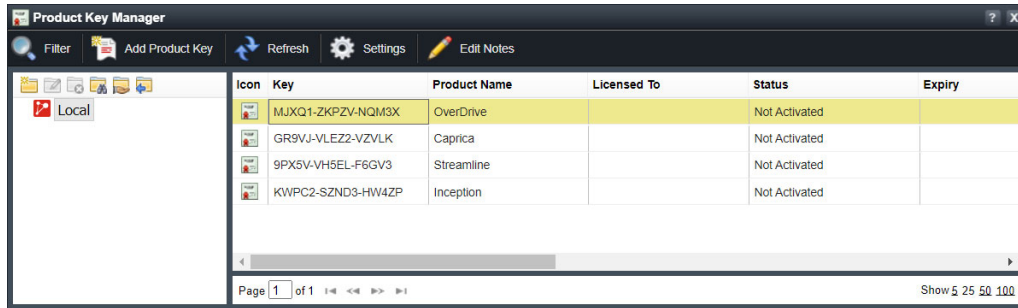 Product Key Manager ? X
Filter Add Product Key Refresh Settings Edit Notes
Local
Icon Key Product Name Licensed To Status Expiry
MJXQ1-ZKPZV-NQM3X OverDrive Not Activated
GR9VJ-VLEZ2-VZVLK Caprica Not Activated
9PX5V-VH5EL-F6GV3 Streamline Not Activated
KWPC2-SZND3-HW4ZP Inception Not Activated
Page 1 of 1 Show 5 25 50 100